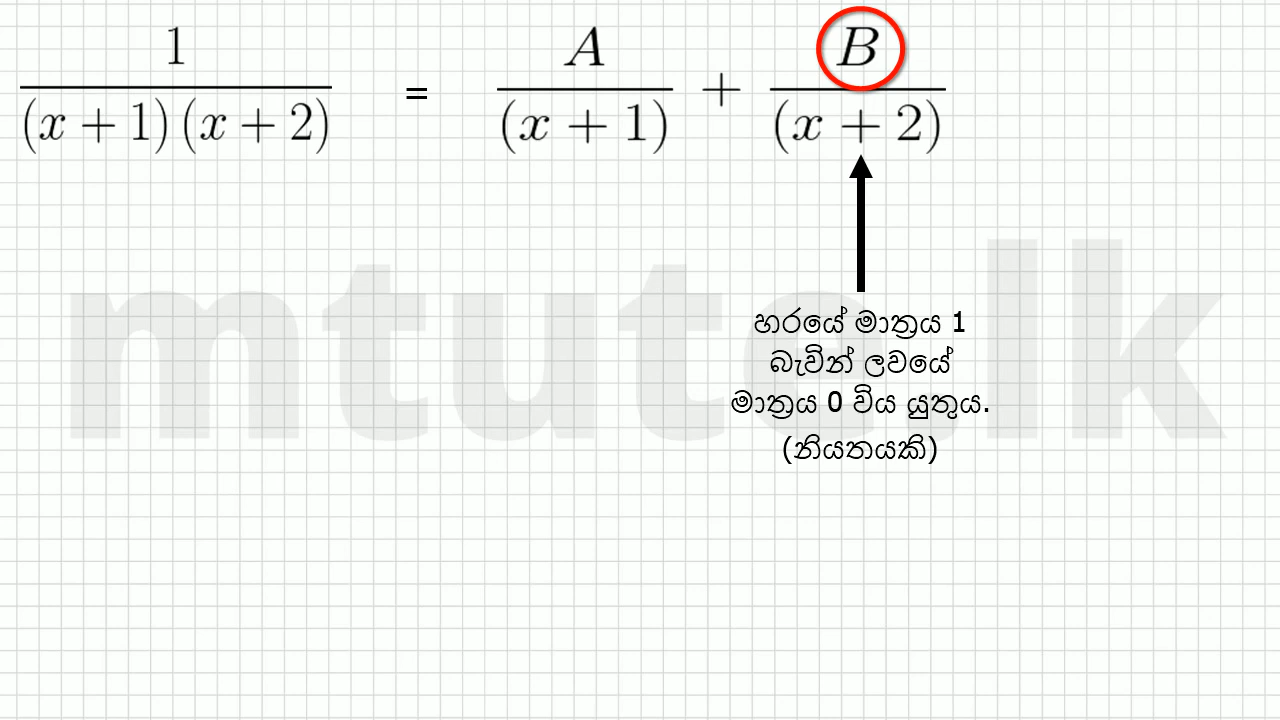 1 / (x + 1)(x + 2) = A / (x + 1) + B / (x + 2)
හරයේ මාත්‍රය 1
බැවින් ලවයේ
මාත්‍රය 0 විය යුතුය.
(නියතයකි)
mtute.lk